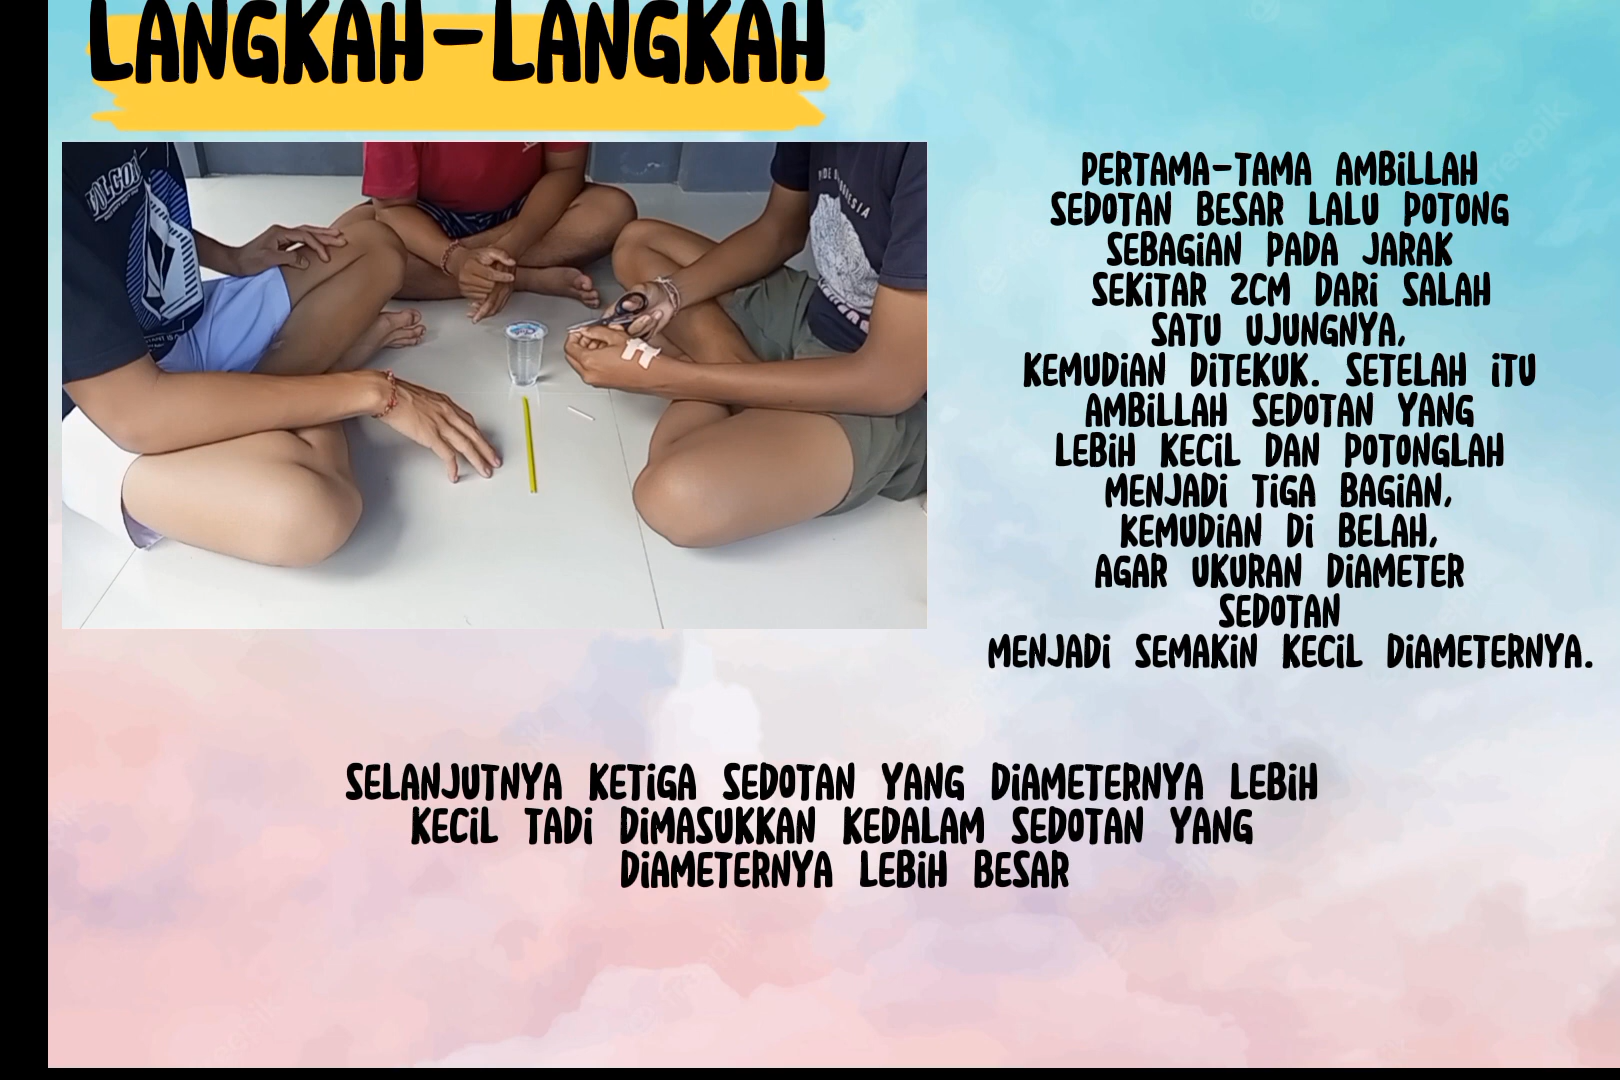 LANGKAH-LANGKAH
PERTAMA-TAMA AMBiLLAH
SEDOTAN BESAR LALU POTONG
SEBAGiAN PADA JARAK
SEKiTAR 2CM DARi SALAH
SATU UJUNGNYA,
KEMUDiAN DiTEKUK. SETELAH iTU
AMBiLLAH SEDOTAN YANG
LEBiH KECiL DAN POTONGLAH
MENJADi TiGA BAGiAN,
KEMUDiAN Di BELAH,
AGAR UKURAN DiAMETER
SEDOTAN
MENJADi SEMAKiN KECiL DiAMETERNYA.
SELANJUTNYA KETiGA SEDOTAN YANG DiAMETERNYA LEBiH
KECiL TADi DiMASUKKAN KEDALAM SEDOTAN YANG
DiAMETERNYA LEBiH BESAR